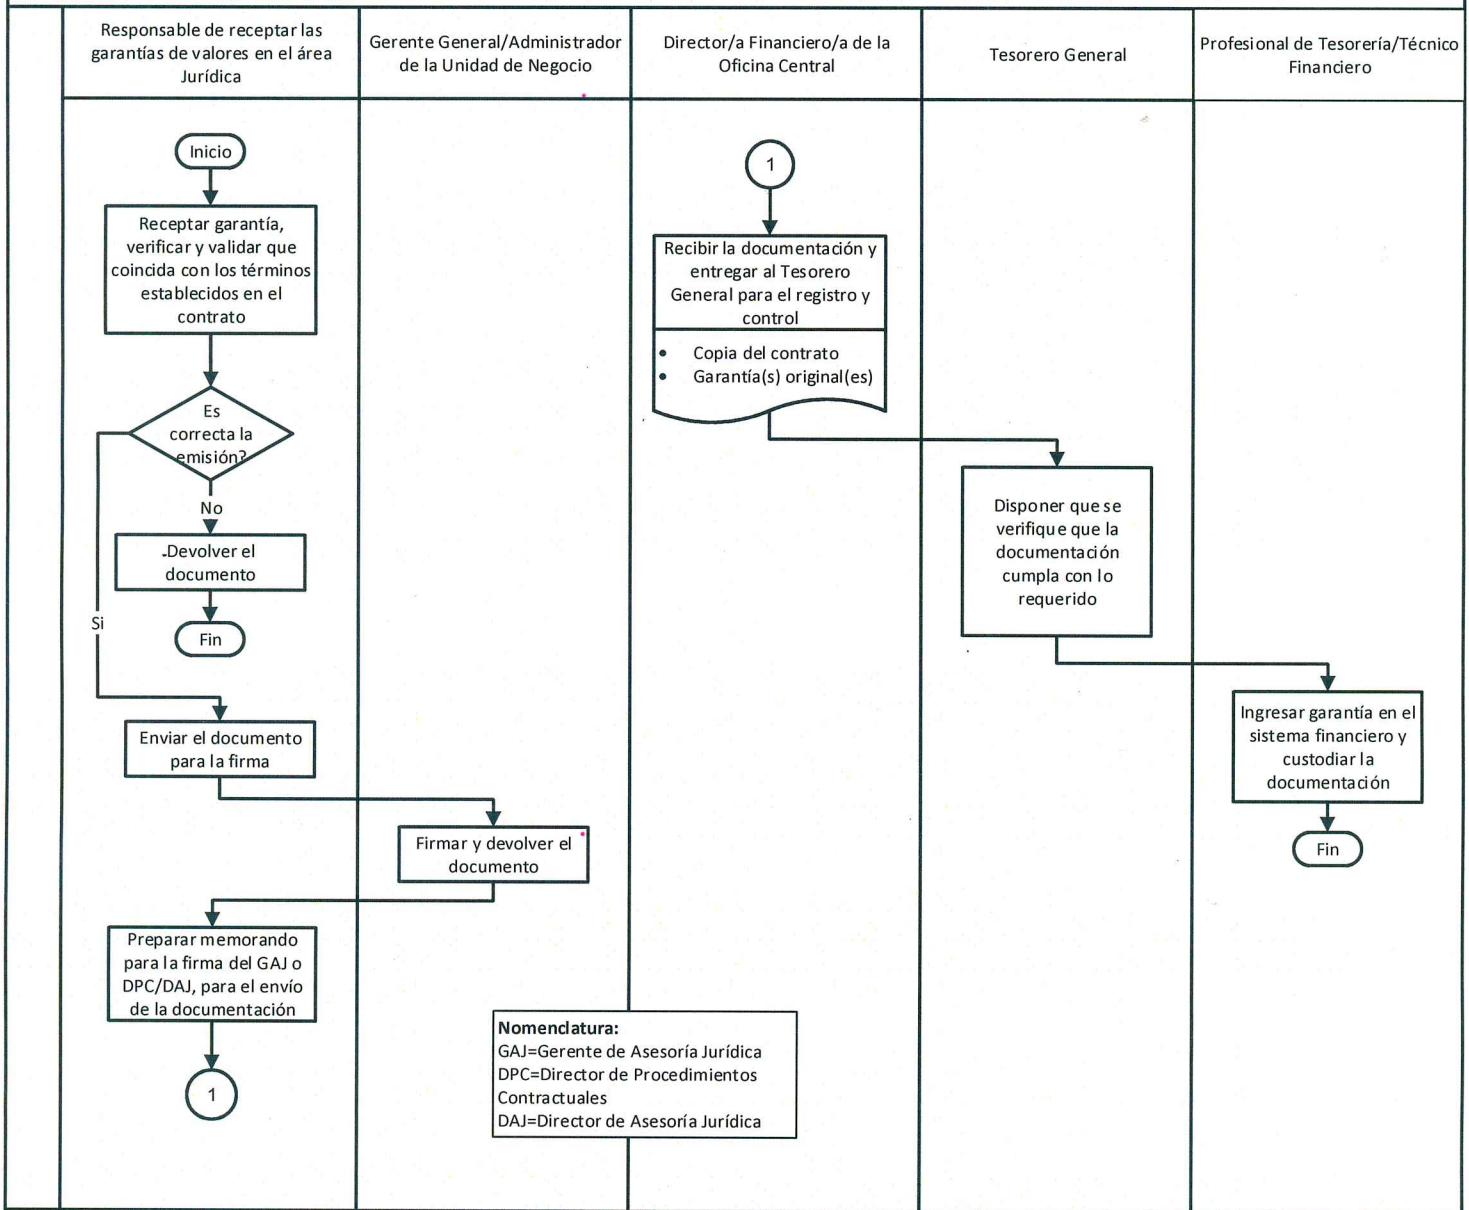 Responsable de receptar las
garantías de valores en el área
Jurídica
Gerente General/Administrador
de la Unidad de Negocio
Director/a Financiero/a de la
Oficina Central
Tesorero General
Profesional de Tesorería/Técnico
Financiero
Inicio
Receptar garantía,
verificar y validar que
coincida con los términos
establecidos en el
contrato
Es
correcta la
emisión?
No
Devolver el
documento
Fin
Si
Enviar el documento
para la firma
Firmar y devolver el
documento
Preparar memorando
para la firma del GAJ o
DPC/DAJ, para el envío
de la documentación
1
1
Recibir la documentación y
entregar al Tesorero
General para el registro y
control
• Copia del contrato
• Garantía(s) original(es)
Disponer que se
verifique que la
documentación
cumpla con lo
requerido
Ingresar garantía en el
sistema financiero y
custodiar la
documentación
Fin
Nomenclatura:
GAJ=Gerente de Asesoría Jurídica
DPC=Director de Procedimientos
Contractuales
DAJ=Director de Asesoría Jurídica